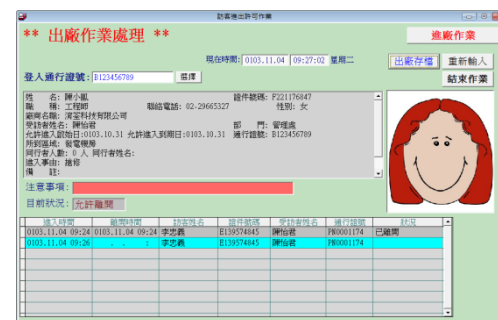 訪客進出許可作業
** 出廠作業處理 **
進廠作業
現在時間: 0103.11.04 (09:27:02 星期二
出廠存檔 重新輸入
登入通行證號: B123456789 選擇
結束作業
姓 名: 陳小鳳 證件號碼: F221176847
職 稱: 工程師 聯絡電話: 02-29665327 性別: 女
廠商名稱: 科技有限公司
受訪者姓名: 陳怡君 部 門: 管理處
允許進入啟始日:0103.10.31 允許進入到期日:0103.10.31 通行證號: B123456789
所到區域: 發電機房
同行者人數: 0 人 同行者姓名:
進入事由: 維修
備 註:
注意事項:
目前狀況: 允許離開
進入時間 離開時間 訪客姓名 證件號碼 受訪者姓名 通行證號 狀況
0103.11.04 09:24 0103.11.04 09:24 李忠義 E139574845 陳怡君 PN0001174 已離開
0103.11.04 09:26 . . : 李忠義 E139574845 陳怡君 PN0001174